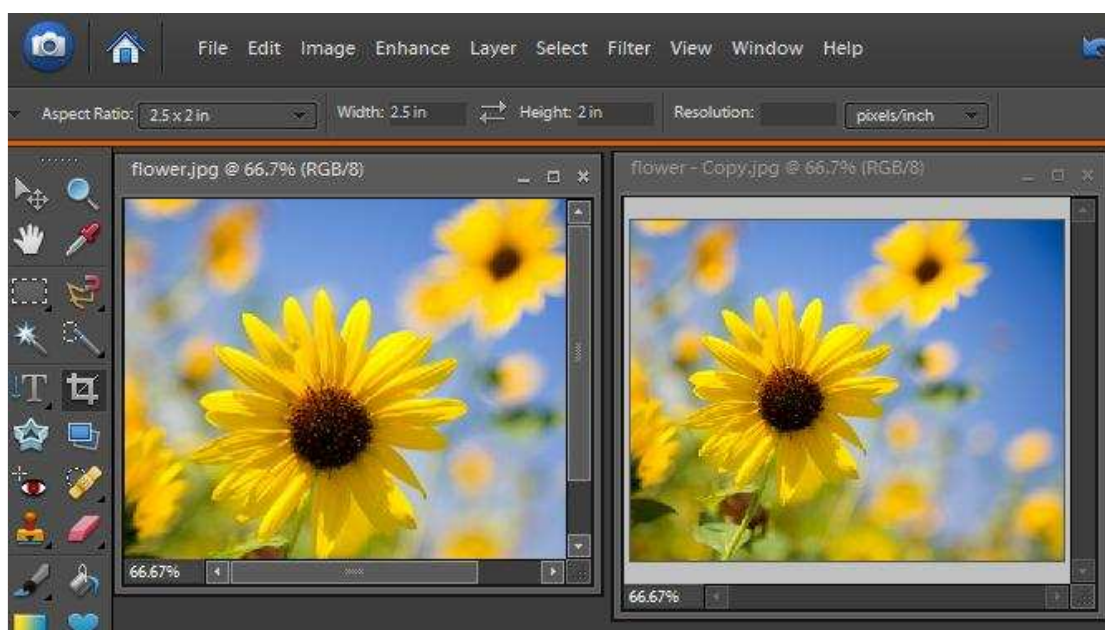 File Edit Image Enhance Layer Select Filter View Window Help
Aspect Ratio: 2.5 x 2 in Width: 2.5 in Height: 2 in Resolution: pixels/inch
flower.jpg @ 66.7% (RGB/8)
flower - Copy.jpg @ 66.7% (RGB/8)
T
66.67%
66.67%